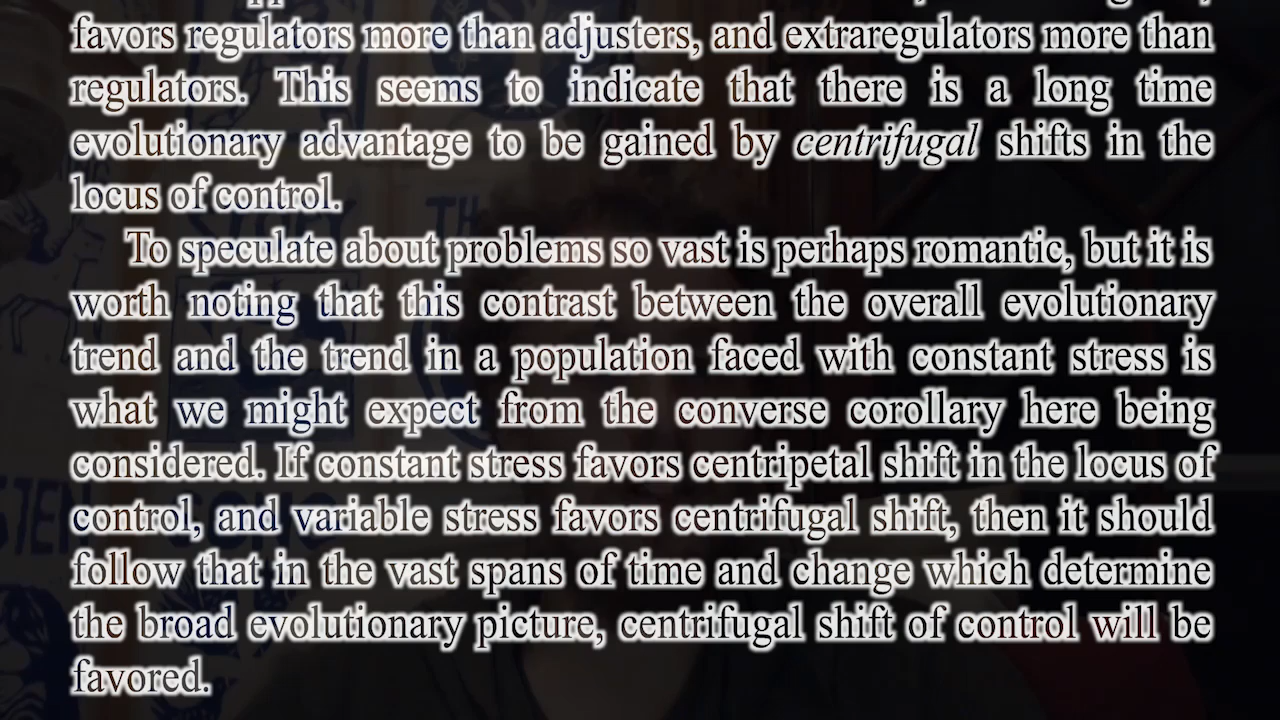 favors regulators more than adjusters, and extraregulators more than
regulators. This seems to indicate that there is a long time
evolutionary advantage to be gained by centrifugal shifts in the
locus of control.
To speculate about problems so vast is perhaps romantic, but it is
worth noting that this contrast between the overall evolutionary
trend and the trend in a population faced with constant stress is
what we might expect from the converse corollary here being
considered. If constant stress favors centripetal shift in the locus of
control, and variable stress favors centrifugal shift, then it should
follow that in the vast spans of time and change which determine
the broad evolutionary picture, centrifugal shift of control will be
favored.